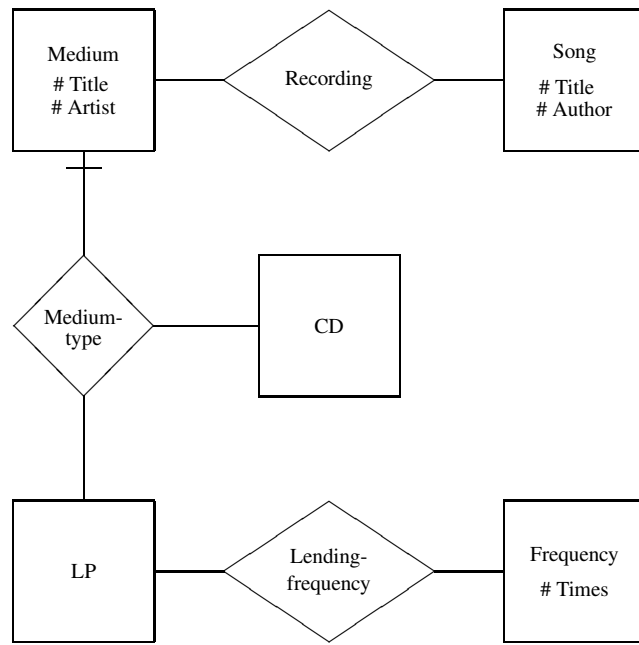 Medium
# Title
# Artist
Recording
Song
# Title
# Author
Medium-
type
CD
LP
Lending-
frequency
Frequency
# Times